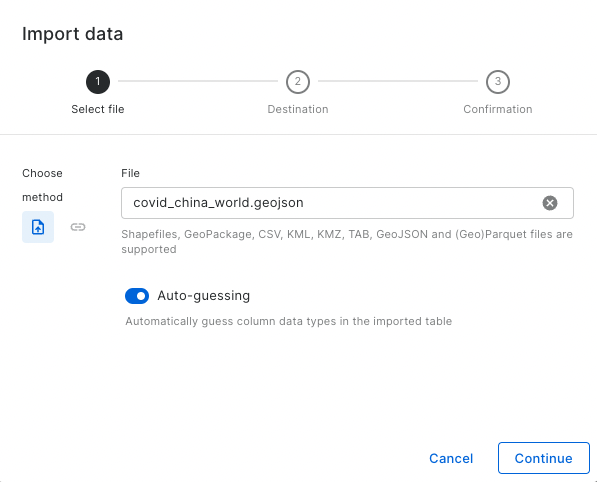 Import data
1
2
3
Select file
Destination
Confirmation
Choose
method
File
covid_china_world.geojson
Shapefiles, GeoPackage, CSV, KML, KMZ, TAB, GeoJSON and (Geo)Parquet files are
supported
Auto-guessing
Automatically guess column data types in the imported table
Cancel
Continue